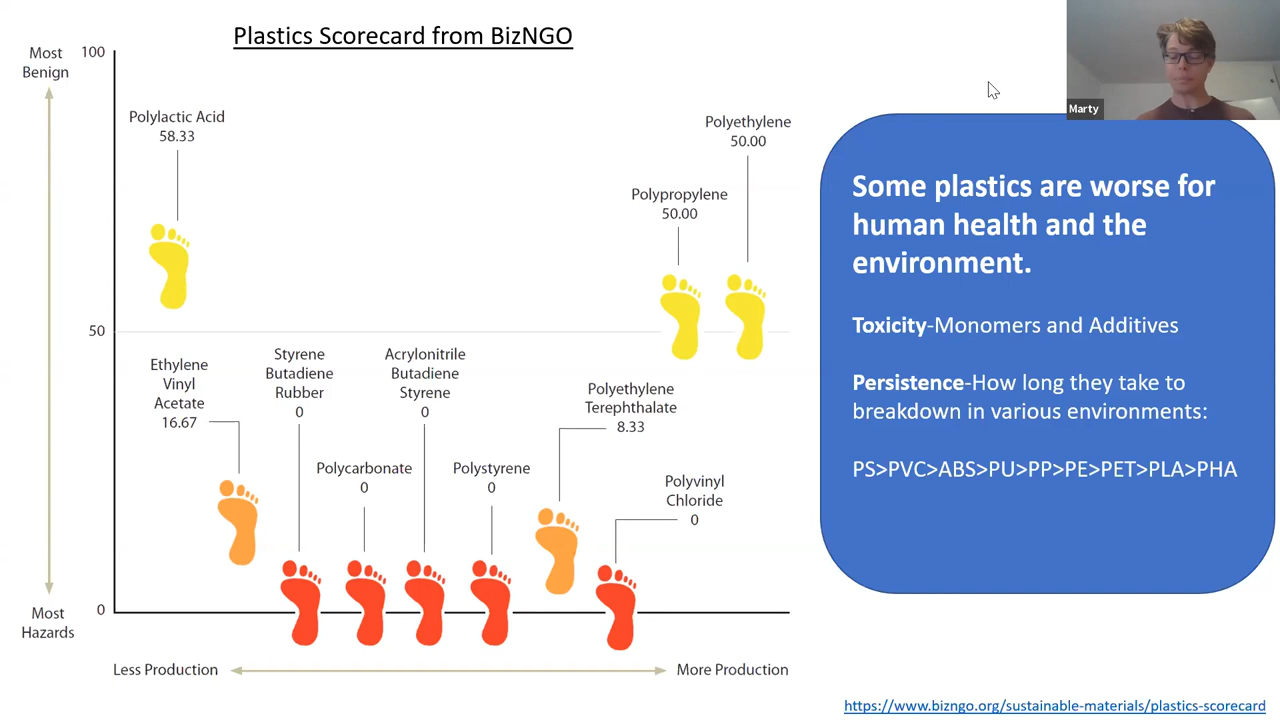 Plastics Scorecard from BizNGO
Most
Benign
100
Polylactic Acid
58.33
Polyethylene
50.00
Polypropylene
50.00
50
Ethylene
Vinyl
Acetate
16.67
Styrene
Butadiene
Rubber
0
Acrylonitrile
Butadiene
Styrene
0
Polycarbonate
0
Polystyrene
0
Polyethylene
Terephthalate
8.33
Polyvinyl
Chloride
0
0
Most
Hazards
Less Production
More Production
Marty
Some plastics are worse for
human health and the
environment.
Toxicity-Monomers and Additives
Persistence-How long they take to
breakdown in various environments:
PS>PVC>ABS>PU>PP>PE>PET>PLA>PHA
https://www.bizngo.org/sustainable-materials/plastics-scorecard